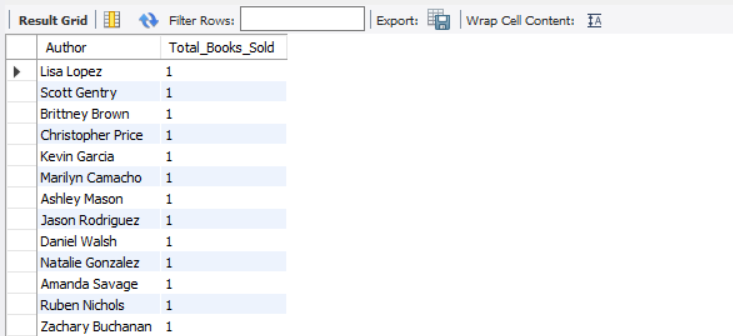 Result Grid Filter Rows: Export: Wrap Cell Content: IA
Author Total_Books_Sold
Lisa Lopez 1
Scott Gentry 1
Brittney Brown 1
Christopher Price 1
Kevin Garcia 1
Marilyn Camacho 1
Ashley Mason 1
Jason Rodriguez 1
Daniel Walsh 1
Natalie Gonzalez 1
Amanda Savage 1
Ruben Nichols 1
Zachary Buchanan 1